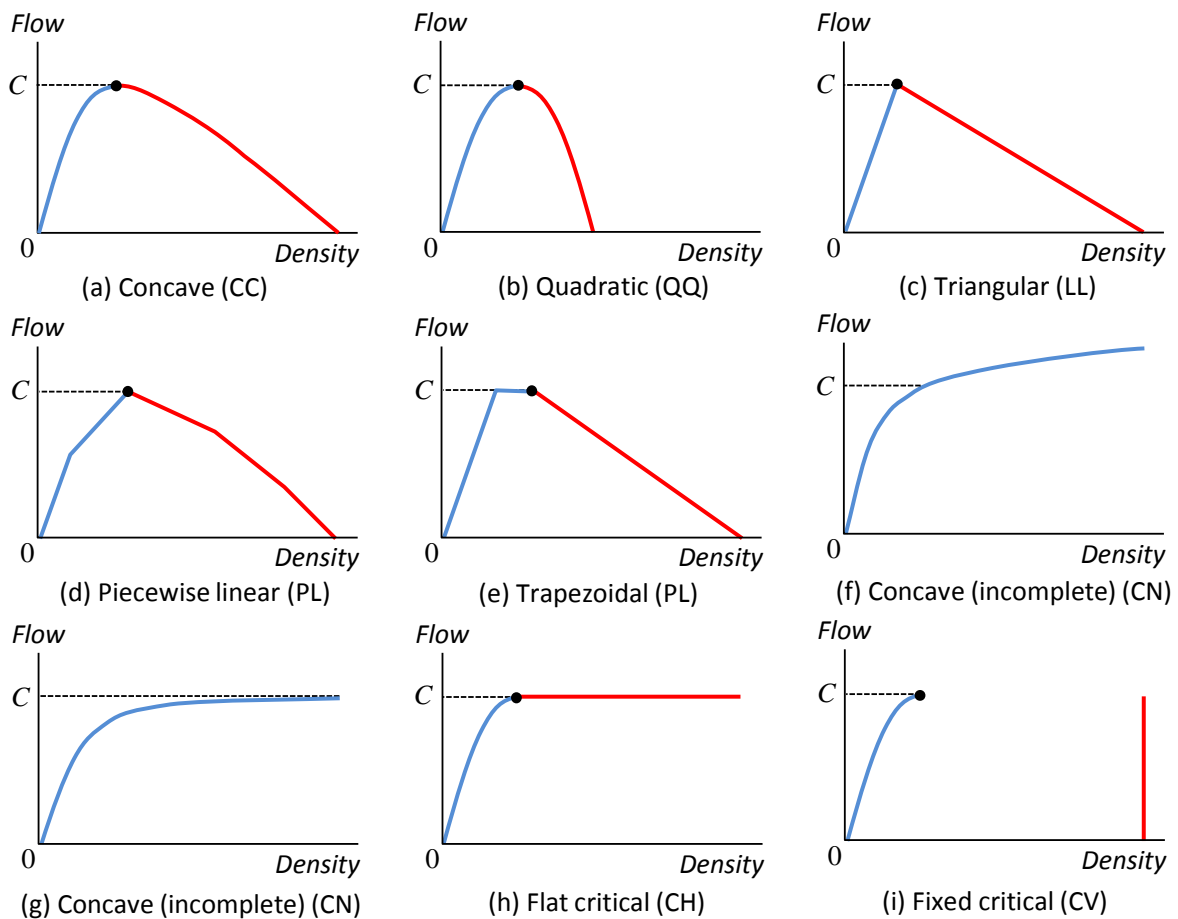 Flow
C
0
Density
(a) Concave (CC)
Flow
C
0
Density
(b) Quadratic (QQ)
Flow
C
0
Density
(c) Triangular (LL)
Flow
C
0
Density
(d) Piecewise linear (PL)
Flow
C
0
Density
(e) Trapezoidal (PL)
Flow
C
0
Density
(f) Concave (incomplete) (CN)
Flow
C
0
Density
(g) Concave (incomplete) (CN)
Flow
C
0
Density
(h) Flat critical (CH)
Flow
C
0
Density
(i) Fixed critical (CV)